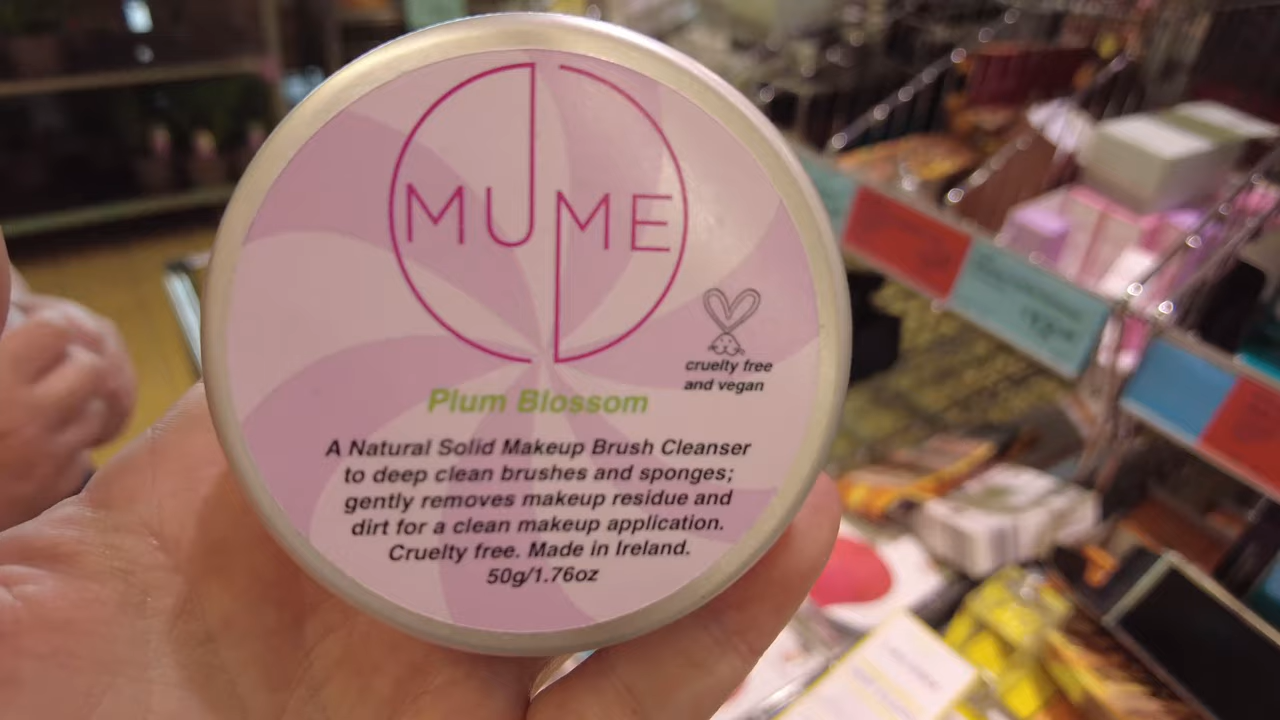 MUME
cruelty free
and vegan
Plum Blossom
A Natural Solid Makeup Brush Cleanser
to deep clean brushes and sponges;
gently removes makeup residue and
dirt for a clean makeup application.
Cruelty free. Made in Ireland.
50g/1.76oz